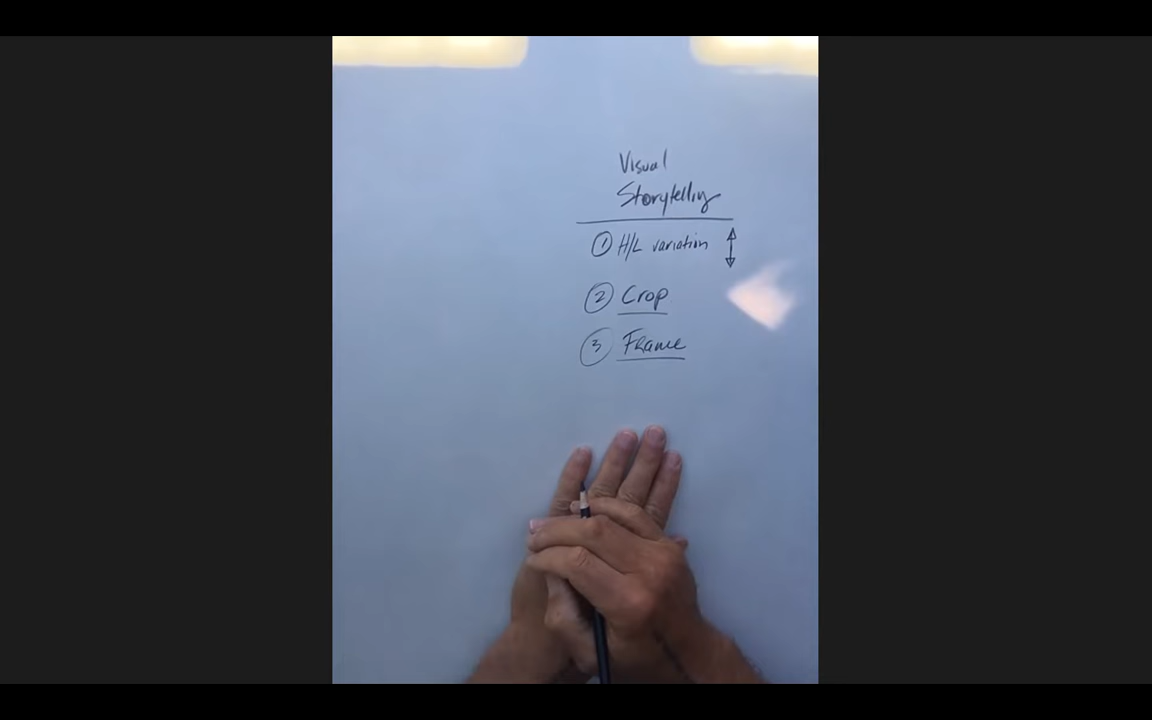 Visual
Storytelling
① H/L variation
② Crop
③ Frame